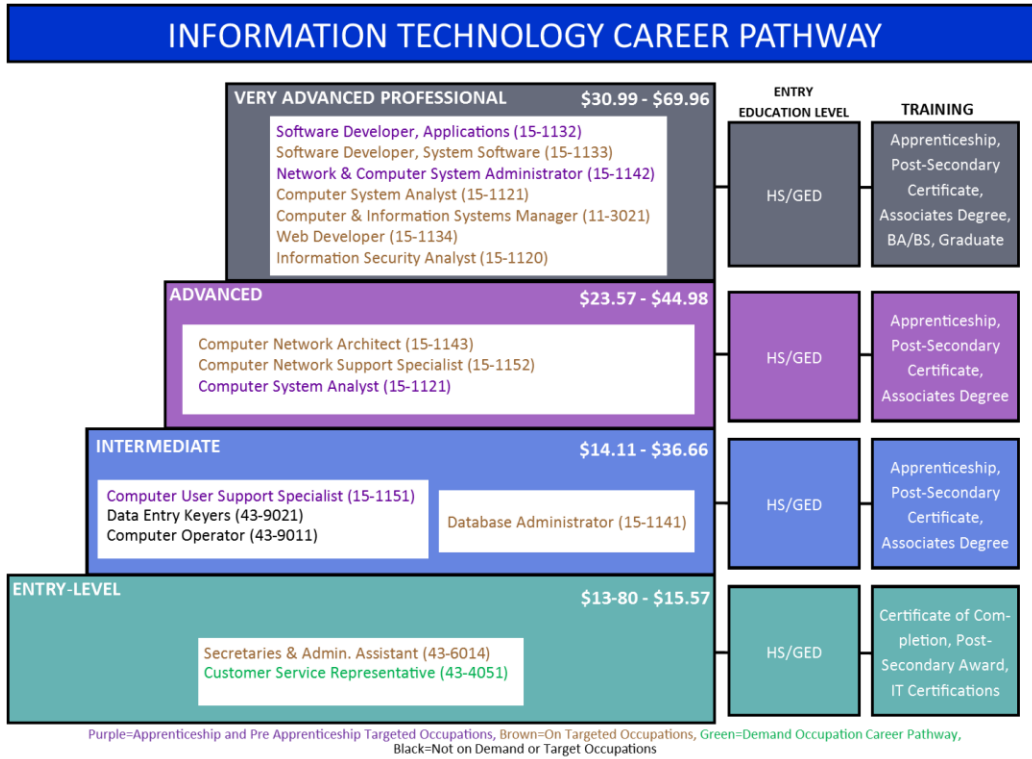 INFORMATION TECHNOLOGY CAREER PATHWAY
VERY ADVANCED PROFESSIONAL $30.99 - $69.96
Software Developer, Applications (15-1132)
Software Developer, System Software (15-1133)
Network & Computer System Administrator (15-1142)
Computer System Analyst (15-1121)
Computer & Information Systems Manager (11-3021)
Web Developer (15-1134)
Information Security Analyst (15-1120)
ENTRY
EDUCATION LEVEL
TRAINING
HS/GED
Apprenticeship,
Post-Secondary
Certificate,
Associates Degree,
BA/BS, Graduate
ADVANCED $23.57 - $44.98
Computer Network Architect (15-1143)
Computer Network Support Specialist (15-1152)
Computer System Analyst (15-1121)
HS/GED
Apprenticeship,
Post-Secondary
Certificate,
Associates Degree
INTERMEDIATE $14.11 - $36.66
Computer User Support Specialist (15-1151)
Data Entry Keyers (43-9021)
Computer Operator (43-9011)
Database Administrator (15-1141)
HS/GED
Apprenticeship,
Post-Secondary
Certificate,
Associates Degree
ENTRY-LEVEL $13-80 - $15.57
Secretaries & Admin. Assistant (43-6014)
Customer Service Representative (43-4051)
HS/GED
Certificate of Com-
pletion, Post-
Secondary Award,
IT Certifications
Purple=Apprenticeship and Pre Apprenticeship Targeted Occupations, Brown=On Targeted Occupations, Green=Demand Occupation Career Pathway,
Black=Not on Demand or Target Occupations